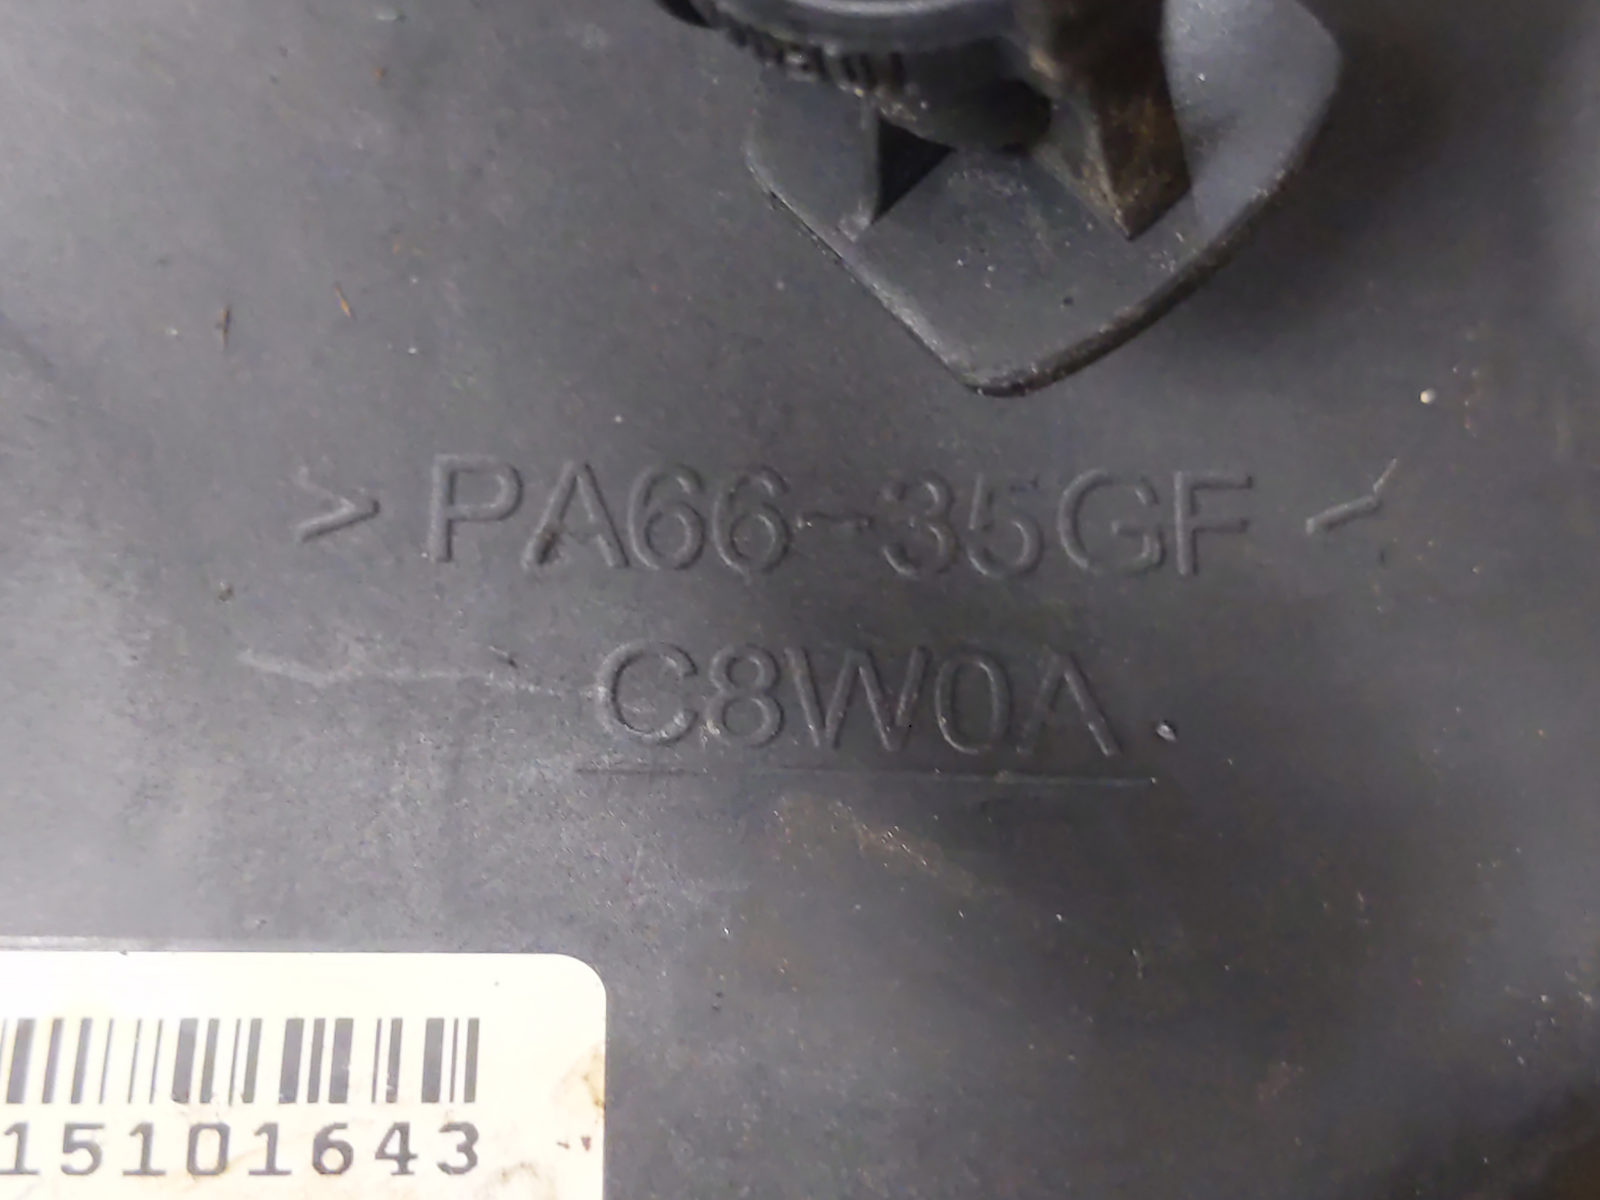 > PA66-35GF <
C8W0A
15101643